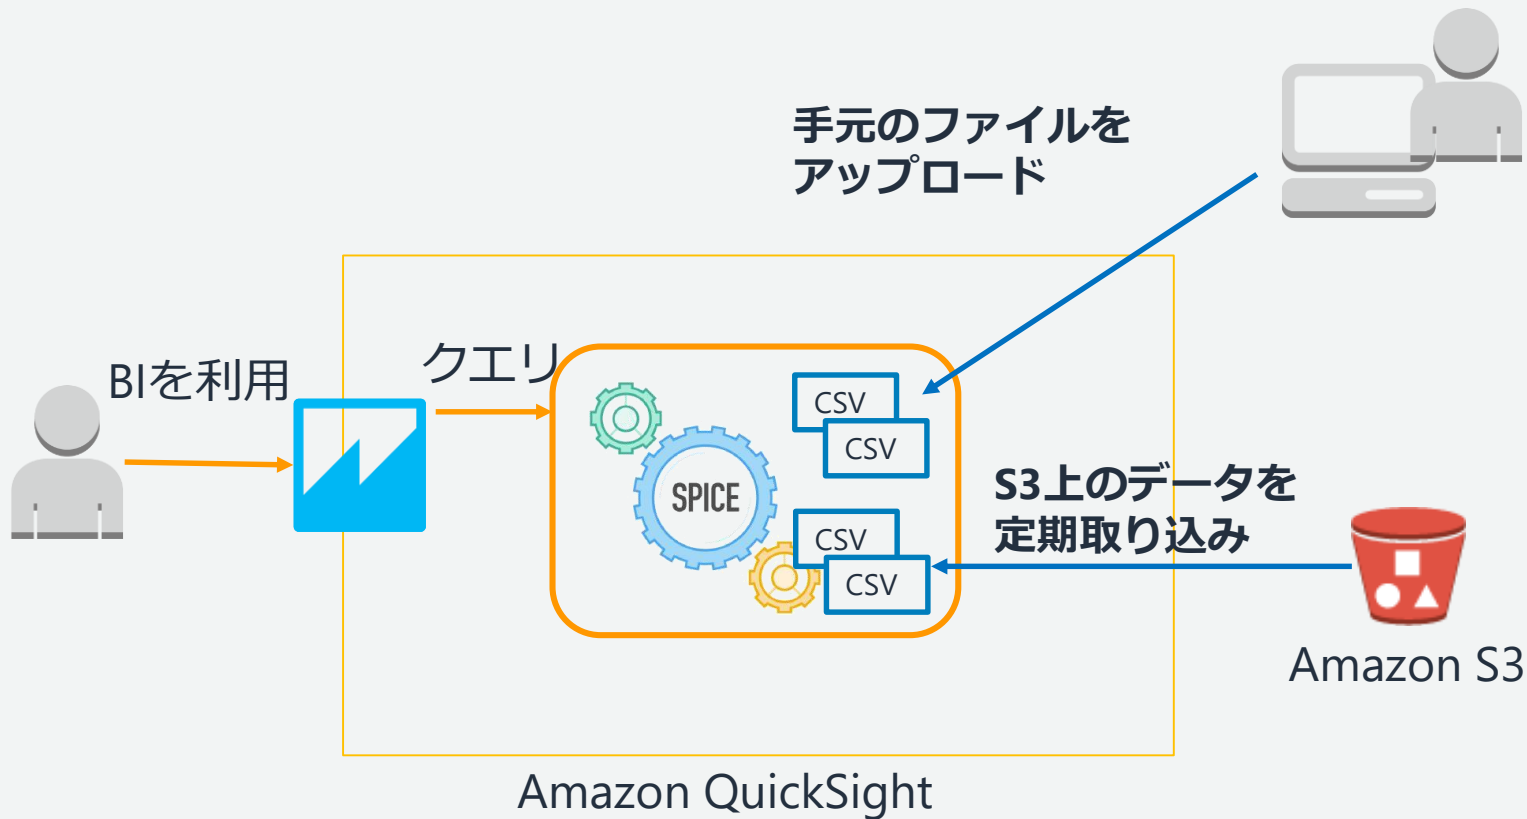 手元のファイルを
アップロード
BIを利用
クエリ
CSV
CSV
SPICE
S3上のデータを
定期取り込み
CSV
CSV
Amazon S3
Amazon QuickSight